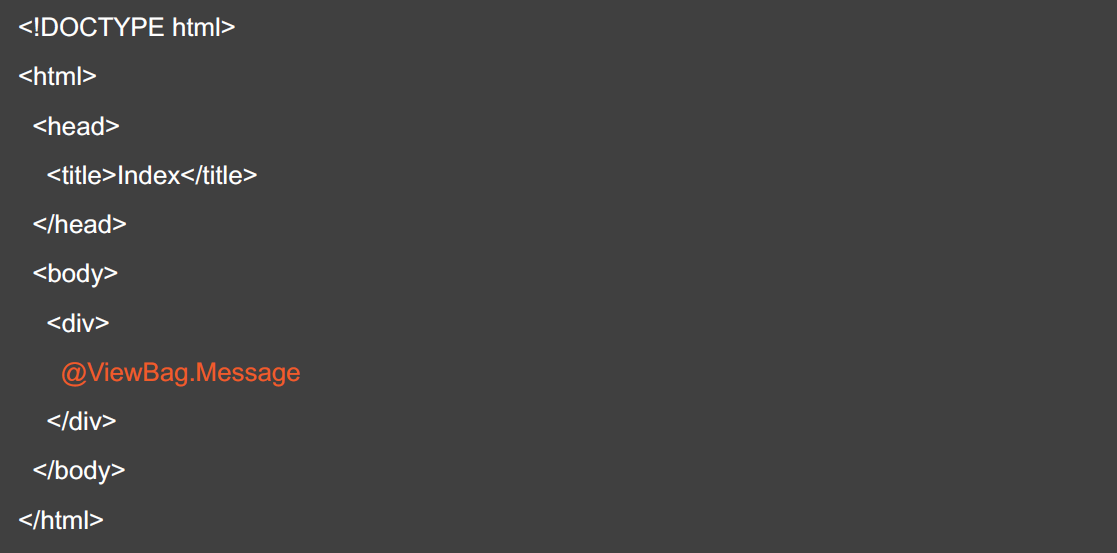 <!DOCTYPE html>
<html>
<head>
<title>Index</title>
</head>
<body>
<div>
@ViewBag.Message
</div>
</body>
</html>